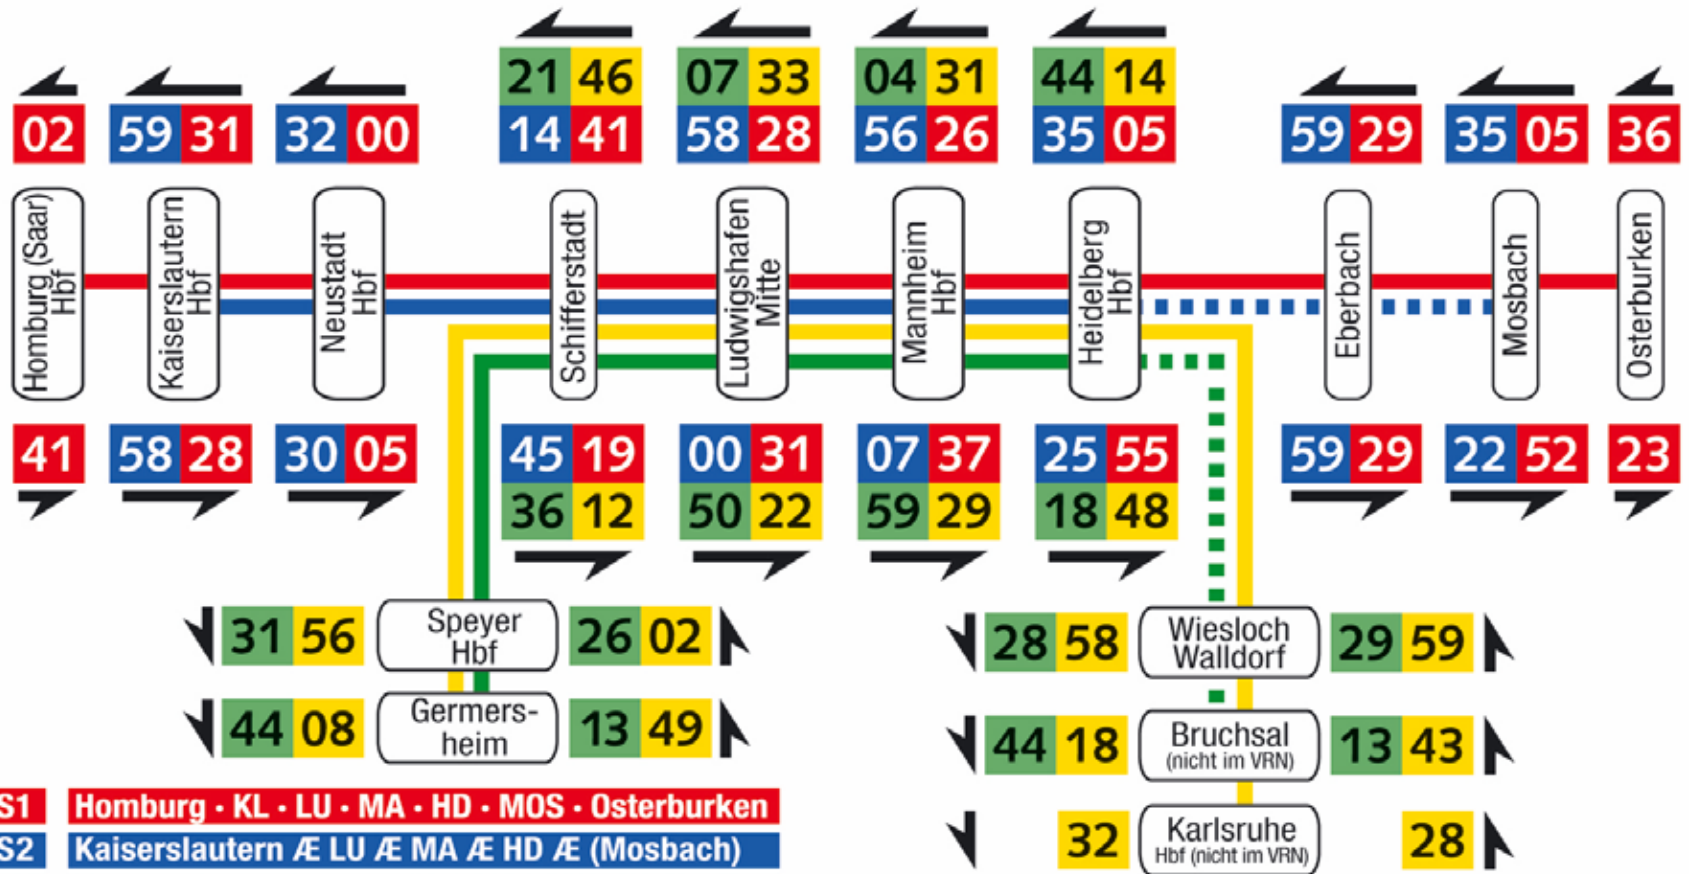 21 46 07 33 04 31 44 14
02 59 31 32 00 14 41 58 28 56 26 35 05 59 29 35 05 36
Homburg (Saar)
Hbf
Kaiserslautern
Hbf
Neustadt
Hbf
Schifferstadt
Ludwigshafen
Mitte
Mannheim
Hbf
Heidelberg
Hbf
Eberbach
Mosbach
Osterburken
41 58 28 30 05 45 19 00 31 07 37 25 55 59 29 22 52 23
36 12 50 22 59 29 18 48
31 56 Speyer
Hbf 26 02
44 08 Germers-
heim 13 49
28 58 Wiesloch
Walldorf 29 59
44 18 Bruchsal
(nicht im VRN) 13 43
32 Karlsruhe
Hbf (nicht im VRN) 28
S1 Homburg · KL · LU · MA · HD · MOS · Osterburken
S2 Kaiserslautern Æ LU Æ MA Æ HD Æ (Mosbach)